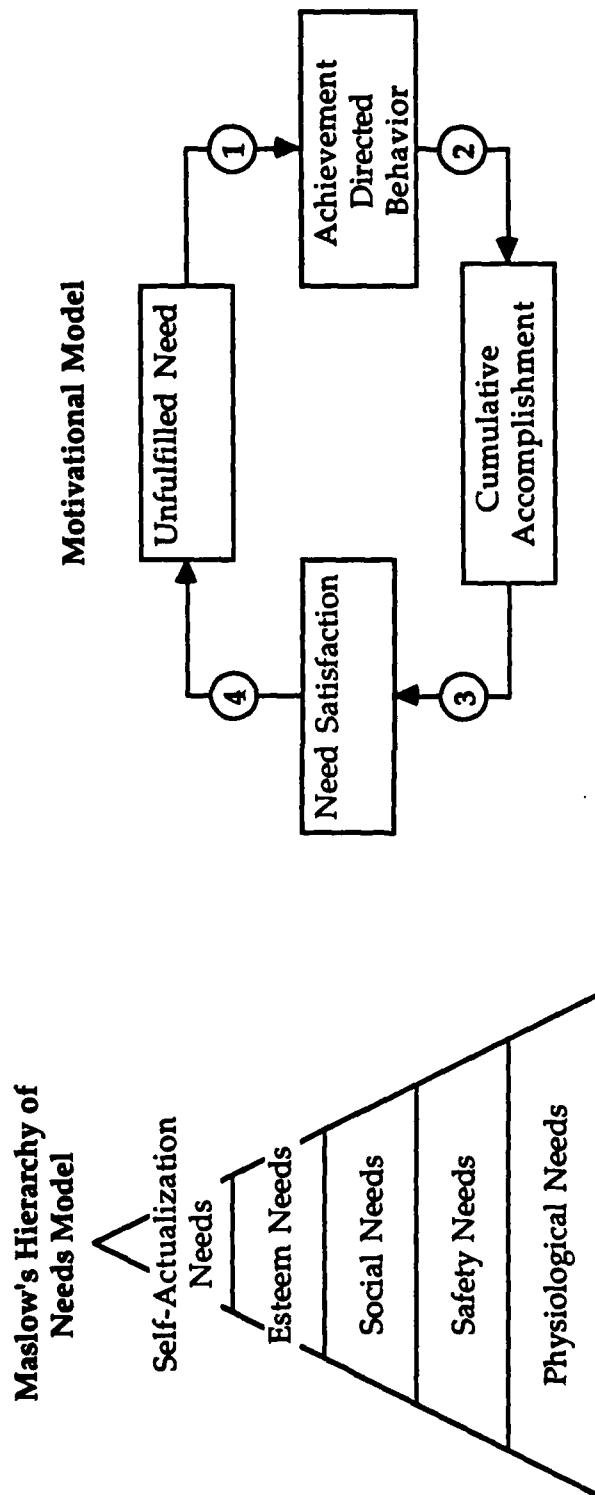 Maslow's Hierarchy of
Needs Model
Self-Actualization
Needs
Esteem Needs
Social Needs
Safety Needs
Physiological Needs
Motivational Model
Unfulfilled Need
1
Achievement
Directed
Behavior
2
Cumulative
Accomplishment
3
Need Satisfaction
4